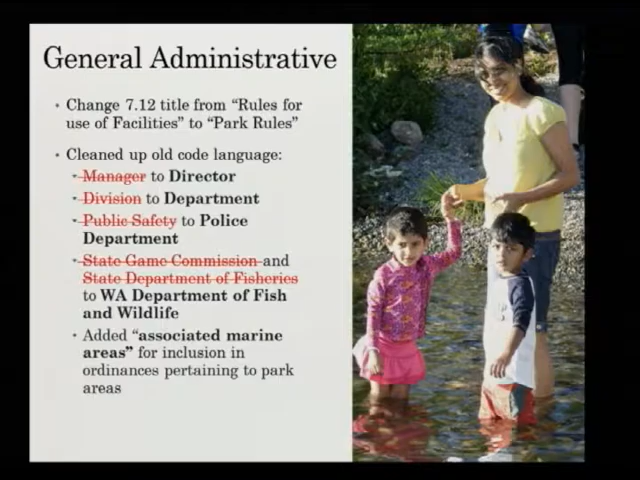 General Administrative
• Change 7.12 title from “Rules for
use of Facilities” to “Park Rules”
• Cleaned up old code language:
Manager to Director
Division to Department
Public Safety to Police
Department
State Game Commission and
State Department of Fisheries
to WA Department of Fish
and Wildlife
• Added “associated marine
areas” for inclusion in
ordinances pertaining to park
areas